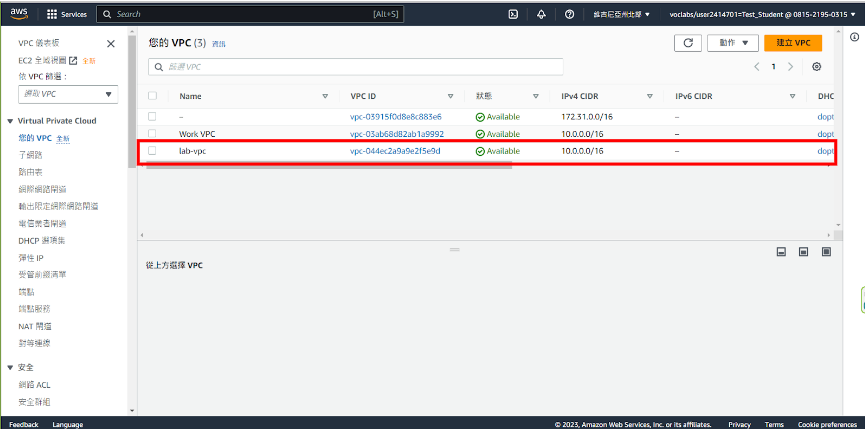 aws
Services
Search
[Alt+S]
維吉尼亞州北部
voclabs/user2414701=Test_Student @ 0815-2195-0315
VPC 儀表板
EC2 全域視圖 全新
依 VPC 篩選：
選取 VPC
Virtual Private Cloud
您的 VPC 全新
子網路
路由表
網際網路閘道
輸出限定網際網路閘道
電信業者閘道
DHCP 選項集
彈性 IP
受管前綴清單
端點
端點服務
NAT 閘道
對等連線
安全
網路 ACL
安全群組
您的 VPC (3) 資訊
動作
建立 VPC
篩選 VPC
1
Name VPC ID 狀態 IPv4 CIDR IPv6 CIDR DHC
– vpc-03915f0d8e8c883e6 Available 172.31.0.0/16 – dopt
Work VPC vpc-03ab68d82ab1a9992 Available 10.0.0.0/16 – dopt
lab-vpc vpc-044ec2a9a9e2f5e9d Available 10.0.0.0/16 – dopt
從上方選擇 VPC
Feedback Language © 2023, Amazon Web Services, Inc. or its affiliates. Privacy Terms Cookie preferences